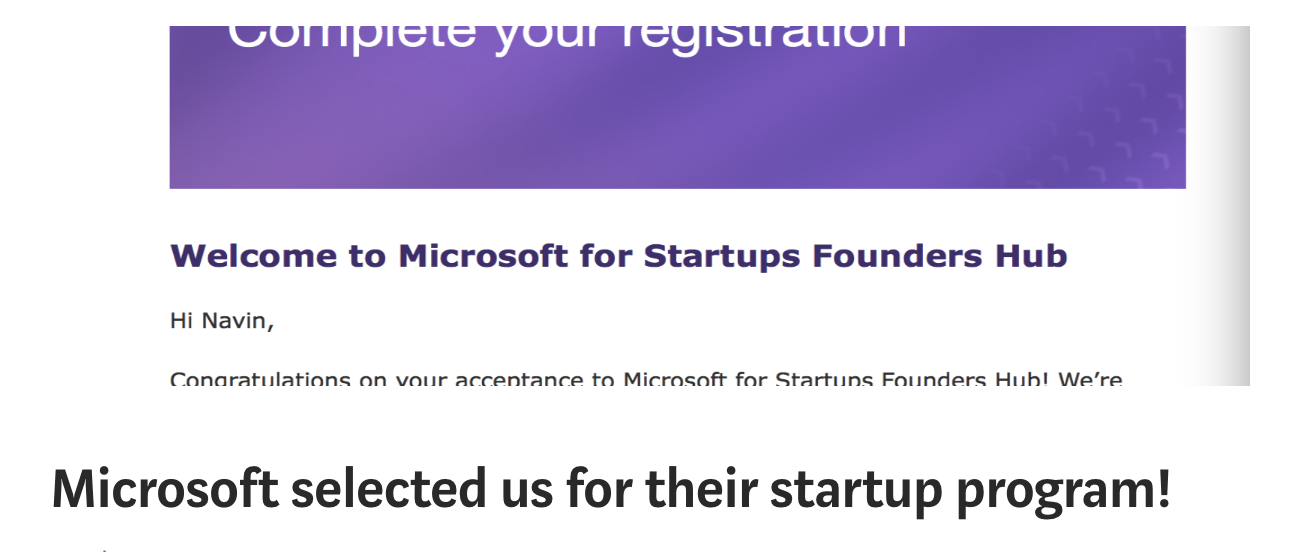 Complete your registration
Welcome to Microsoft for Startups Founders Hub
Hi Navin,
Congratulations on your acceptance to Microsoft for Startups Founders Hub! We’re
Microsoft selected us for their startup program!